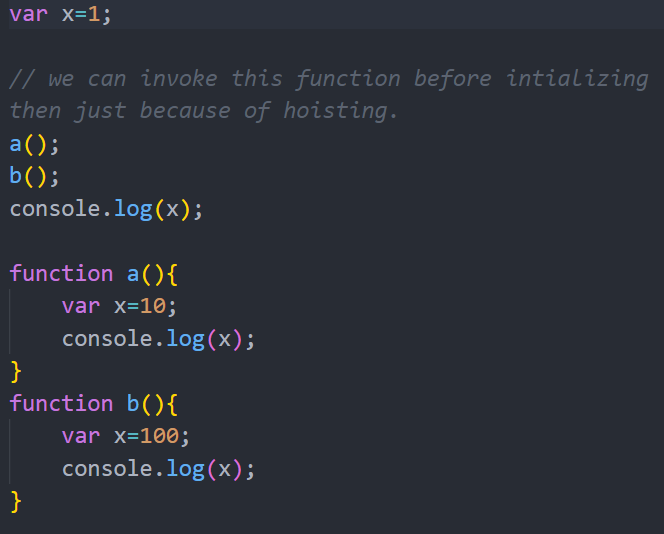 var x=1;
// we can invoke this function before intializing
then just because of hoisting.
a();
b();
console.log(x);
function a(){
    var x=10;
    console.log(x);
}
function b(){
    var x=100;
    console.log(x);
}